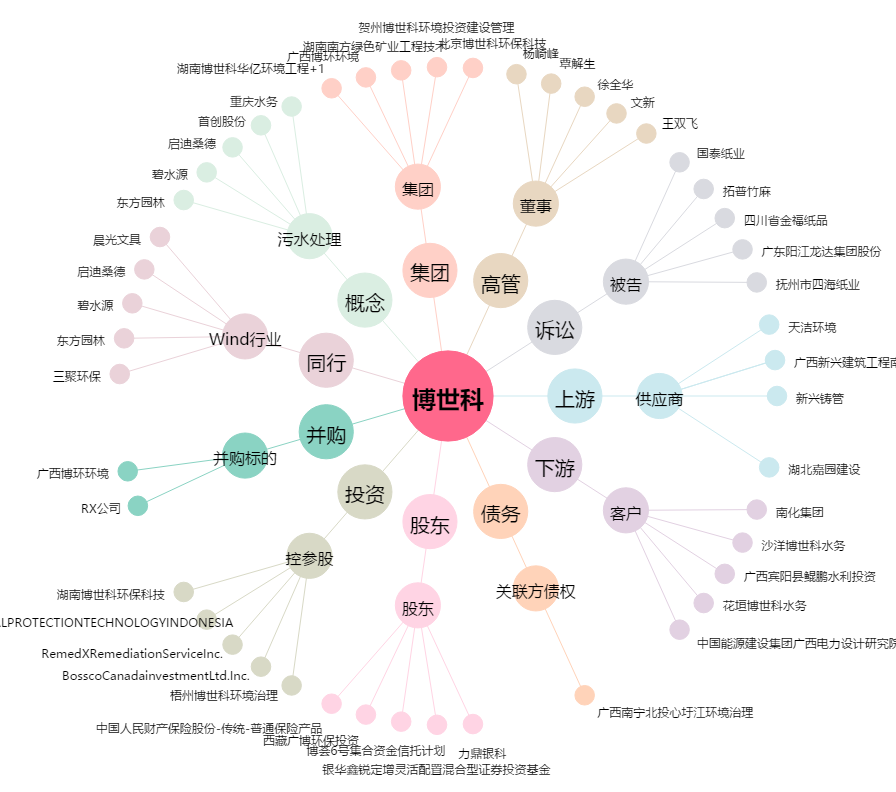 贺州博世科环境投资建设管理
湖南南方绿色矿业工程技术
北京博世科环保科技
广西博环环境
湖南博世科华亿环境工程+1
集团
集团
杨崎峰
覃解生
徐全华
文新
王双飞
董事
高管
重庆水务
首创股份
启迪桑德
碧水源
东方园林
污水处理
概念
国泰纸业
拓普竹麻
四川省金福纸品
广东阳江龙达集团股份
抚州市四海纸业
被告
诉讼
晨光文具
启迪桑德
碧水源
东方园林
三聚环保
Wind行业
同行
博世科
上游
供应商
天洁环境
广西新兴建筑工程南
新兴铸管
湖北嘉园建设
并购
并购标的
广西博环环境
RX公司
下游
客户
南化集团
沙洋博世科水务
广西宾阳县鲲鹏水利投资
花垣博世科水务
中国能源建设集团广西电力设计研究院
投资
控参股
湖南博世科环保科技
LPROTECTIONTECHNOLOGYINDONESIA
RemedXRemediationServiceInc.
BosscoCanadainvestmentLtd.Inc.
梧州博世科环境治理
股东
股东
中国人民财产保险股份-传统-普通保险产品
西藏广博环保投资
博荟6号集合资金信托计划
银华鑫锐定增灵活配置混合型证券投资基金
力鼎银科
债务
关联方债权
广西南宁北投心圩江环境治理